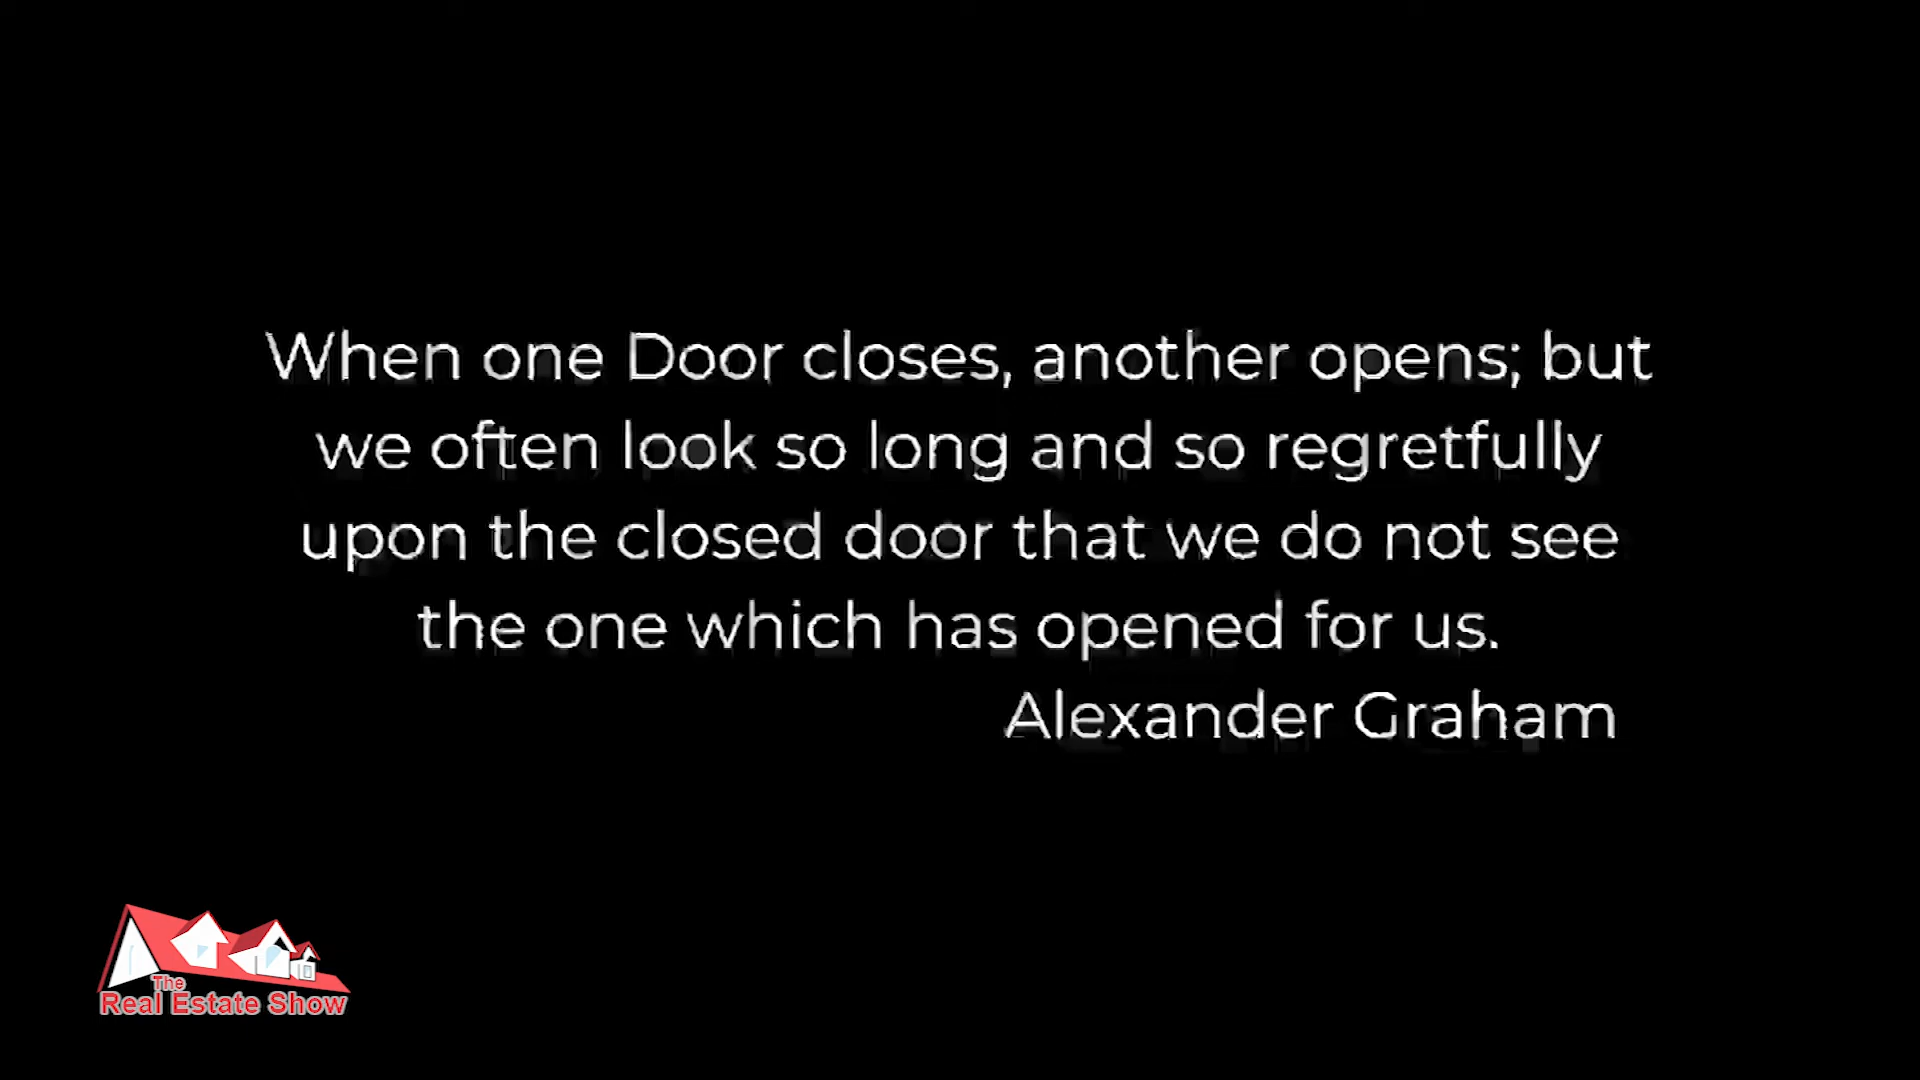 When one Door closes, another opens; but
we often look so long and so regretfully
upon the closed door that we do not see
the one which has opened for us.
Alexander Graham
The
Real Estate Show